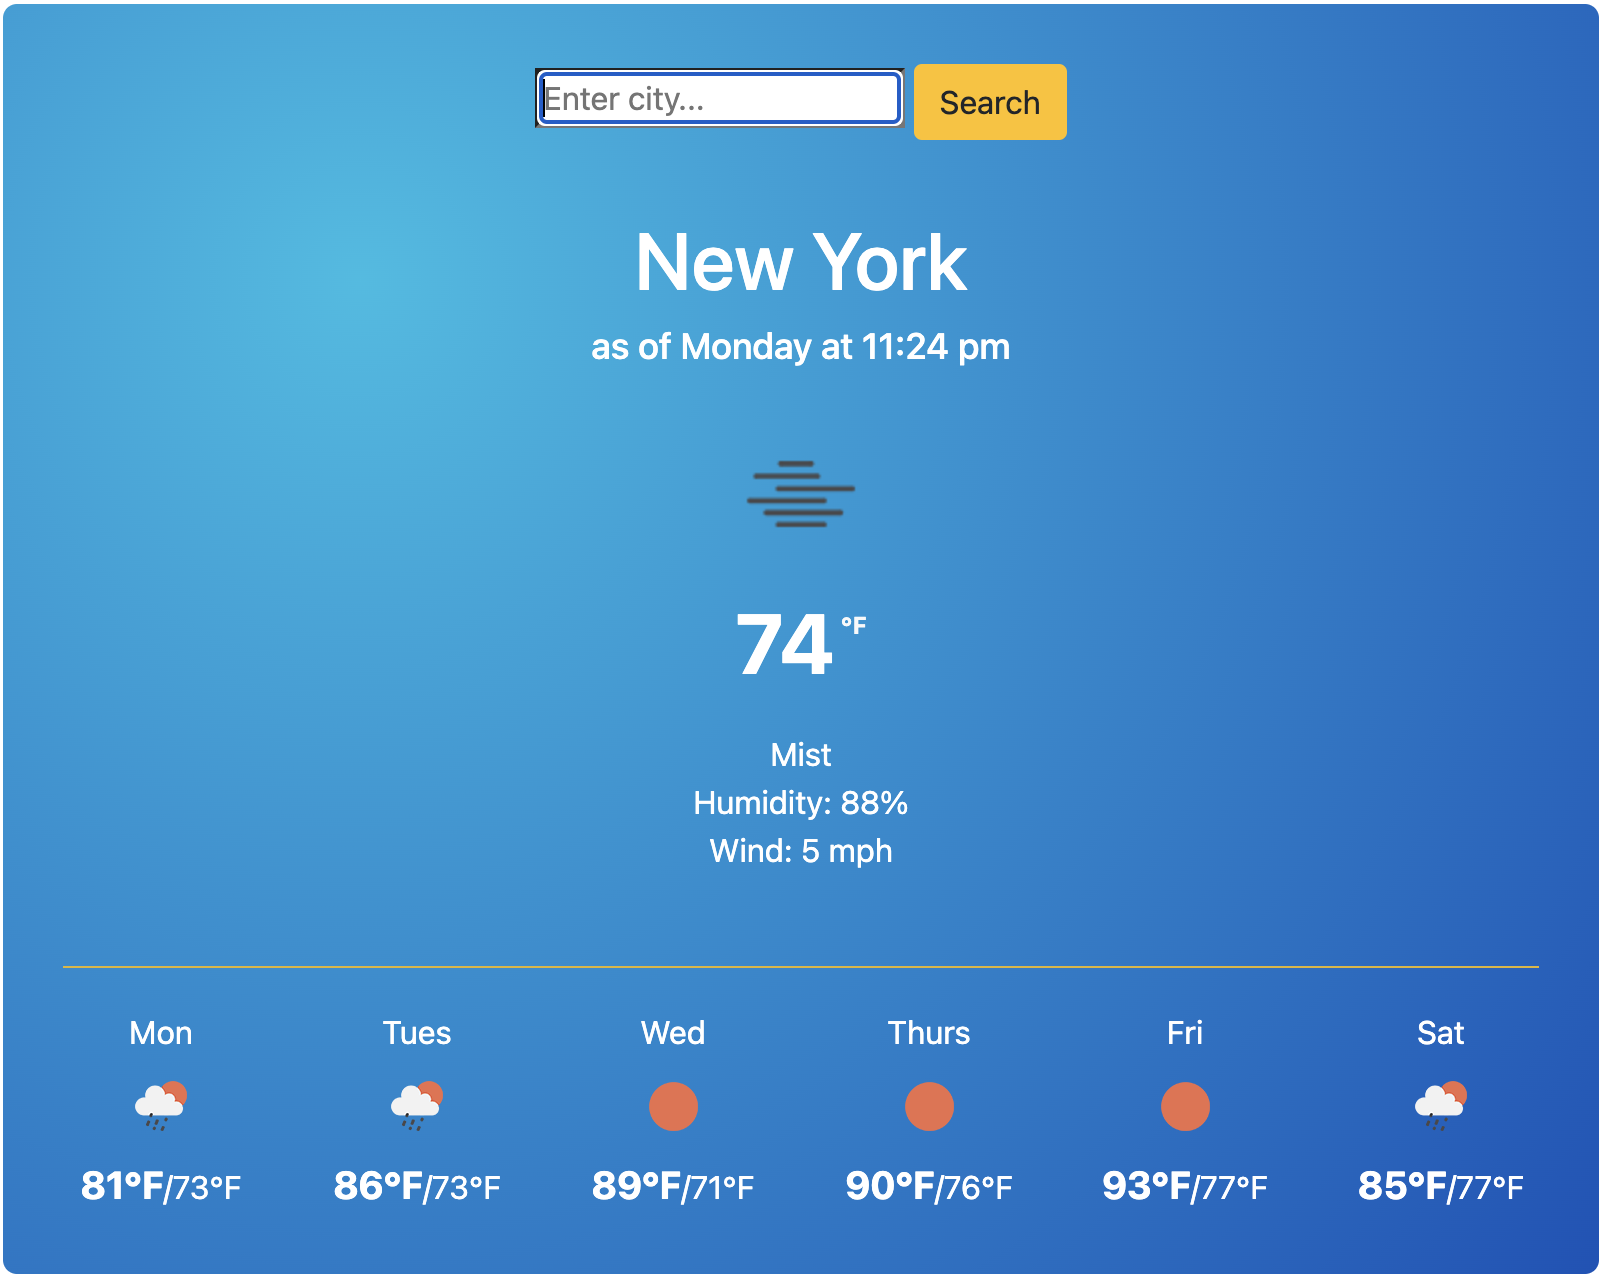 Enter city...
Search
New York
as of Monday at 11:24 pm
74 °F
Mist
Humidity: 88%
Wind: 5 mph
Mon Tues Wed Thurs Fri Sat
81°F/73°F 86°F/73°F 89°F/71°F 90°F/76°F 93°F/77°F 85°F/77°F